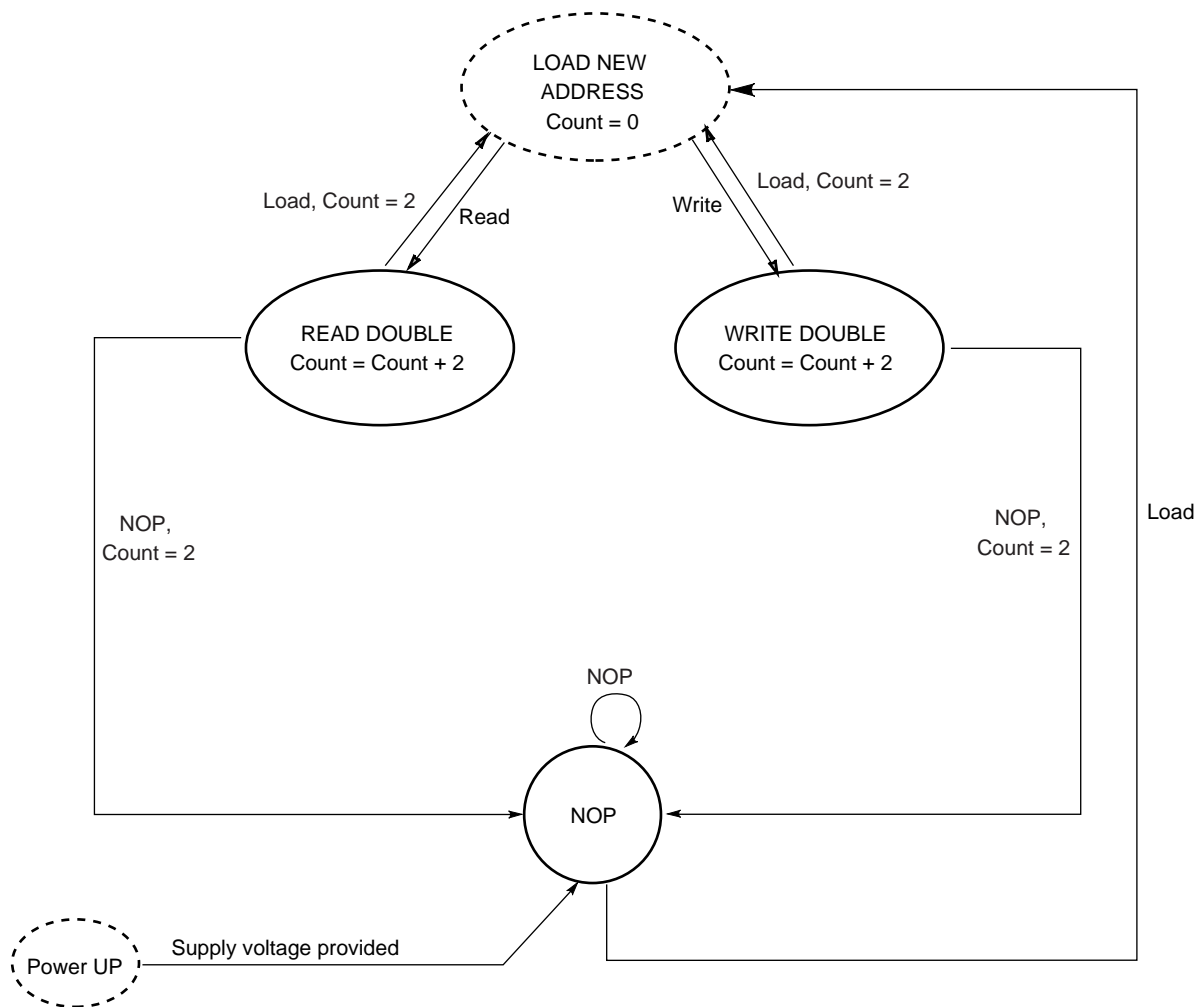 LOAD NEW
ADDRESS
Count = 0
Load, Count = 2
Read
Write
Load, Count = 2
READ DOUBLE
Count = Count + 2
WRITE DOUBLE
Count = Count + 2
NOP,
Count = 2
NOP,
Count = 2
Load
NOP
NOP
Power UP
Supply voltage provided